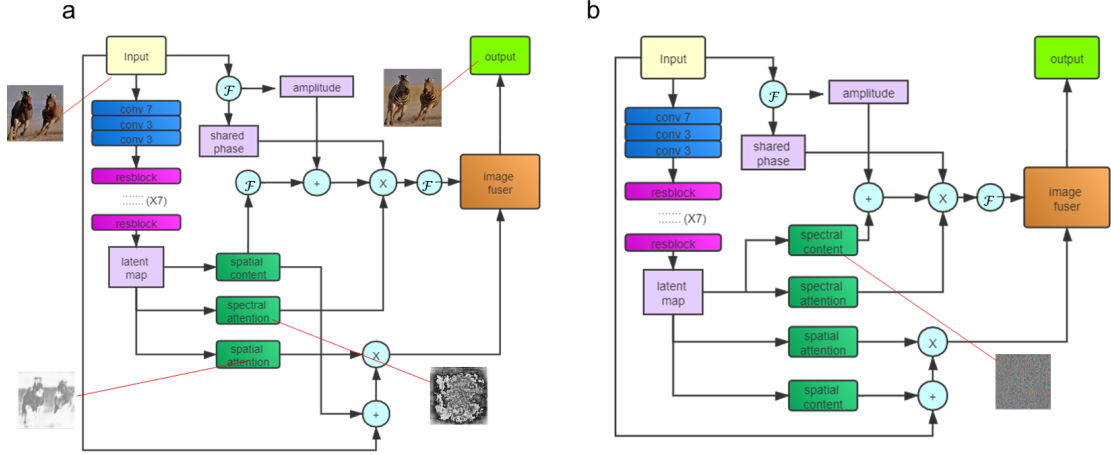 a
Input
conv 7
conv 3
conv 3
resblock
....... (X7)
resblock
latent
map
ℱ
amplitude
shared
phase
ℱ
+
X
ℱ
output
image
fuser
spatial
content
spectral
attention
spatial
attention
X
+
b
Input
conv 7
conv 3
conv 3
resblock
....... (X7)
resblock
latent
map
ℱ
amplitude
shared
phase
+
X
ℱ
output
image
fuser
spectral
content
spectral
attention
spatial
attention
spatial
content
X
+